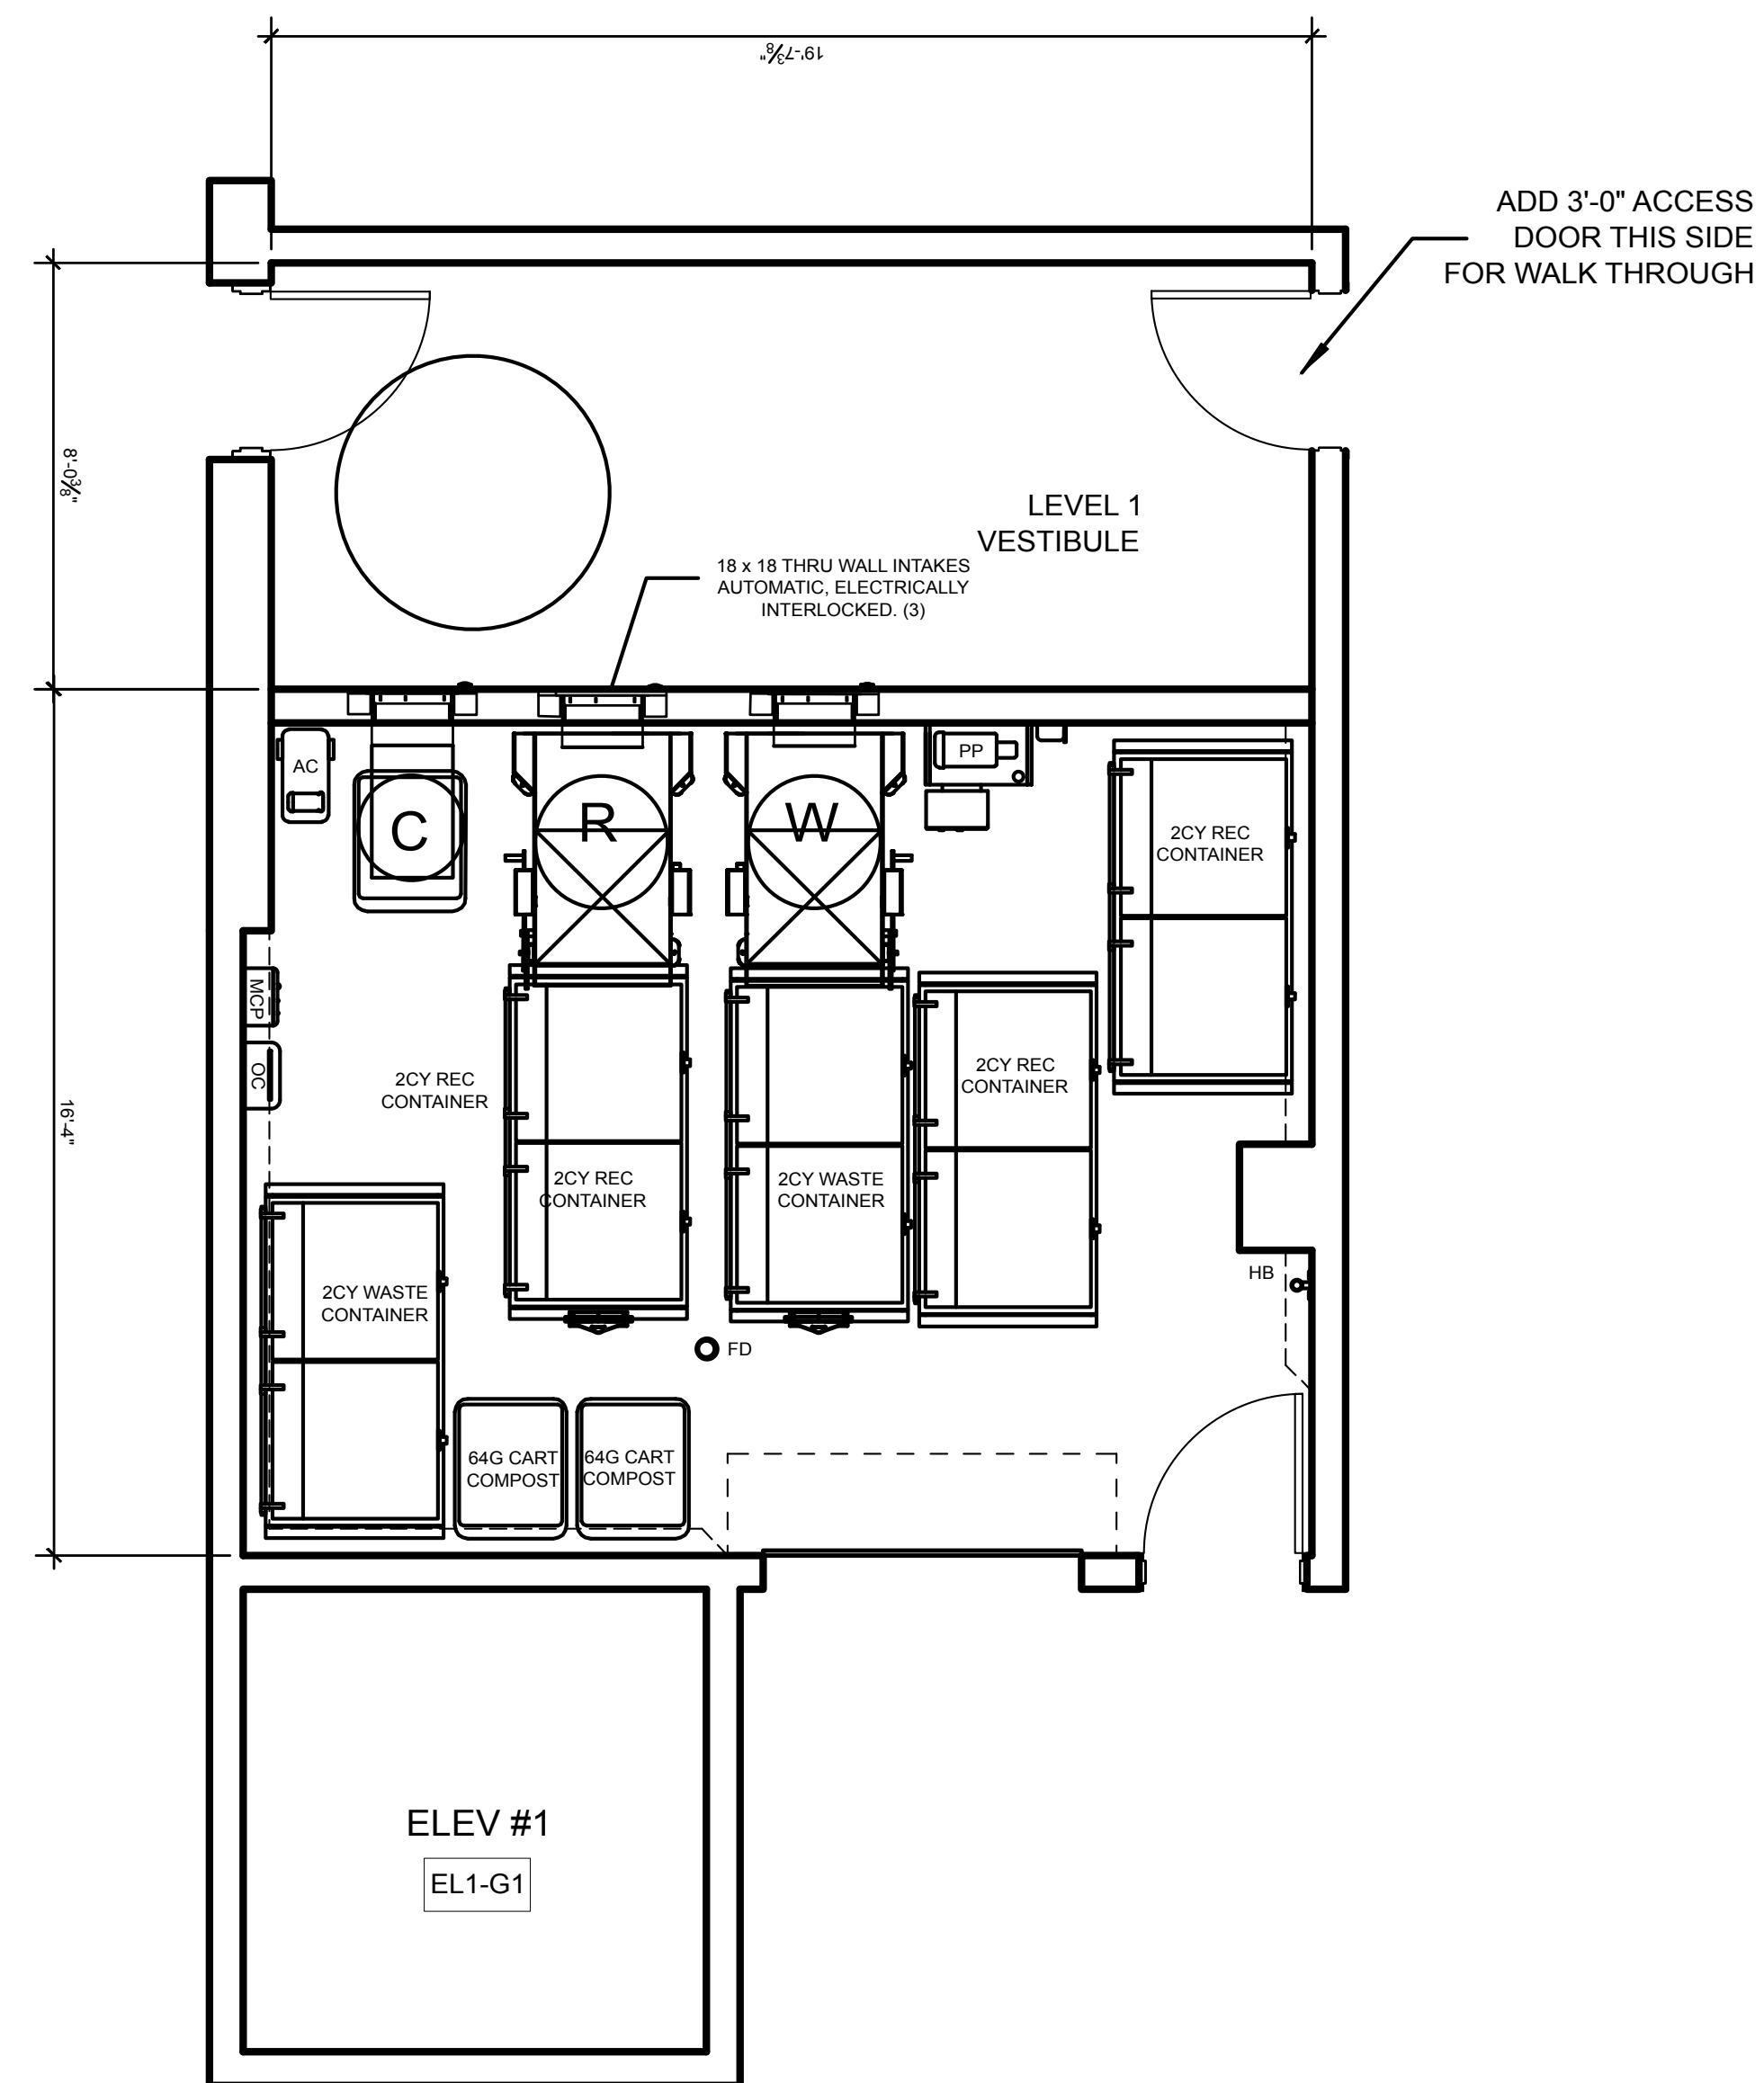 19'-7⅜"
ADD 3'-0" ACCESS
DOOR THIS SIDE
FOR WALK THROUGH
8'-0⅜"
LEVEL 1
VESTIBULE
18 x 18 THRU WALL INTAKES
AUTOMATIC, ELECTRICALLY
INTERLOCKED. (3)
AC
C
R
W
PP
2CY REC
CONTAINER
MCP
OC
2CY REC
CONTAINER
2CY REC
CONTAINER
16'-4"
2CY REC
CONTAINER
2CY WASTE
CONTAINER
HB
2CY WASTE
CONTAINER
FD
64G CART
COMPOST
64G CART
COMPOST
ELEV #1
EL1-G1